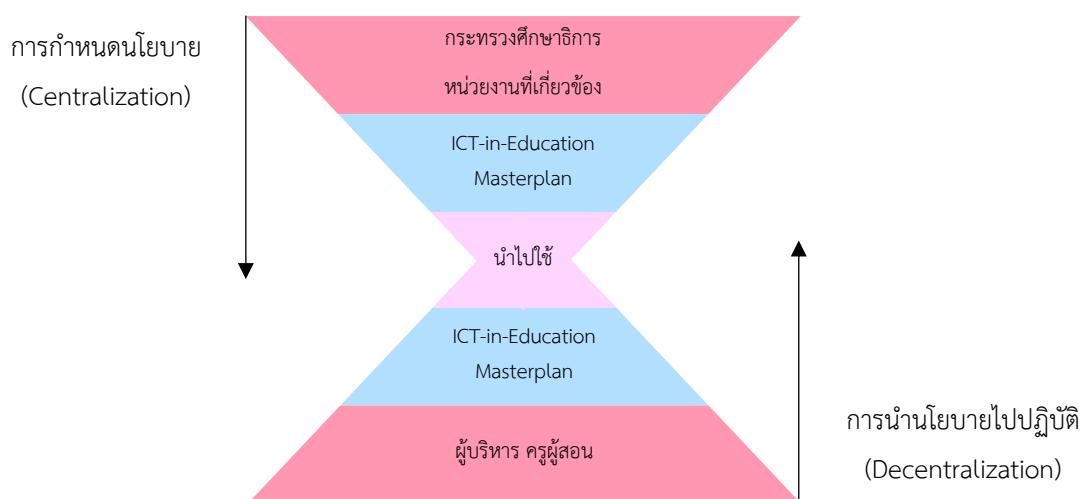 การกำหนดนโยบาย
(Centralization)
กระทรวงศึกษาธิการ
หน่วยงานที่เกี่ยวข้อง
ICT-in-Education
Masterplan
นำไปใช้
ICT-in-Education
Masterplan
ผู้บริหาร ครูผู้สอน
การนำนโยบายไปปฏิบัติ
(Decentralization)